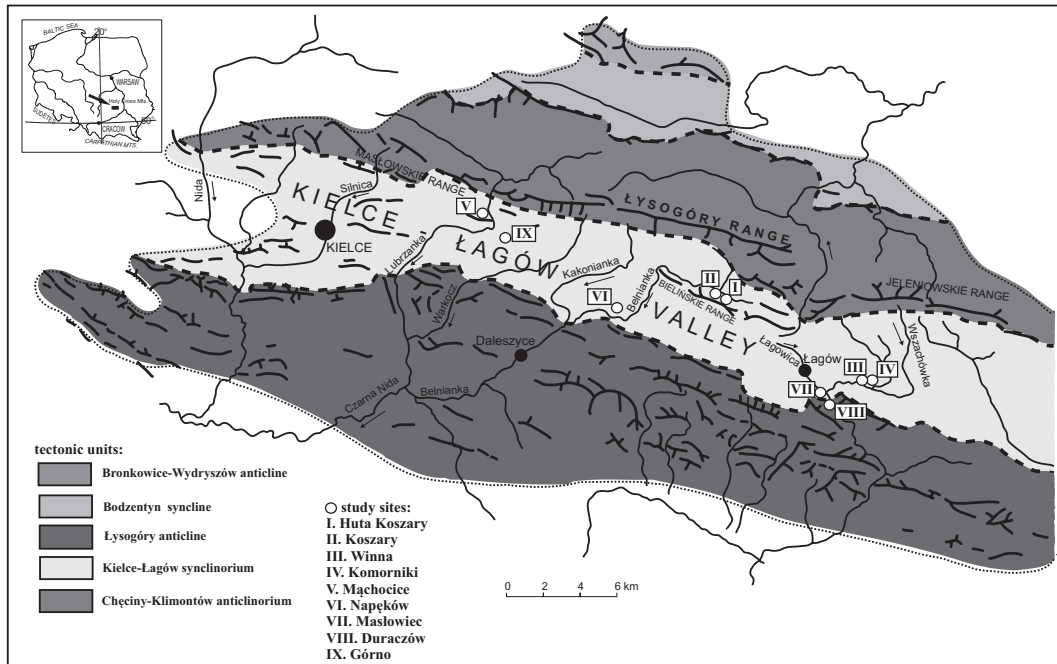 BALTIC SEA
20°
WARSAW
Holy Cross Mts.
50°
SUDETES
CRACOW
CARPATHIAN MTS.
Nida
Silnica
MASŁOWSKIE RANGE
KIELCE
KIELCE
V
IX
ŁYSOGÓRY RANGE
ŁAGÓW
Lubrzanka
Kakonianka
Belnianka
II
I
BIELIŃSKIE RANGE
JELENIOWSKIE RANGE
VI
VALLEY
Warkocz
Daleszyce
Łagowica
Łagów
Wszachówka
III
IV
VII
VIII
Czarna Nida
Belnianka
tectonic units:
Bronkowice-Wydryszów anticline
Bodzentyn syncline
Łysogóry anticline
Kielce-Łagów synclinorium
Chęciny-Klimontów anticlinorium
study sites:
I. Huta Koszary
II. Koszary
III. Winna
IV. Komorniki
V. Mąchocice
VI. Napęków
VII. Masłowiec
VIII. Duraczów
IX. Górno
0 2 4 6 km